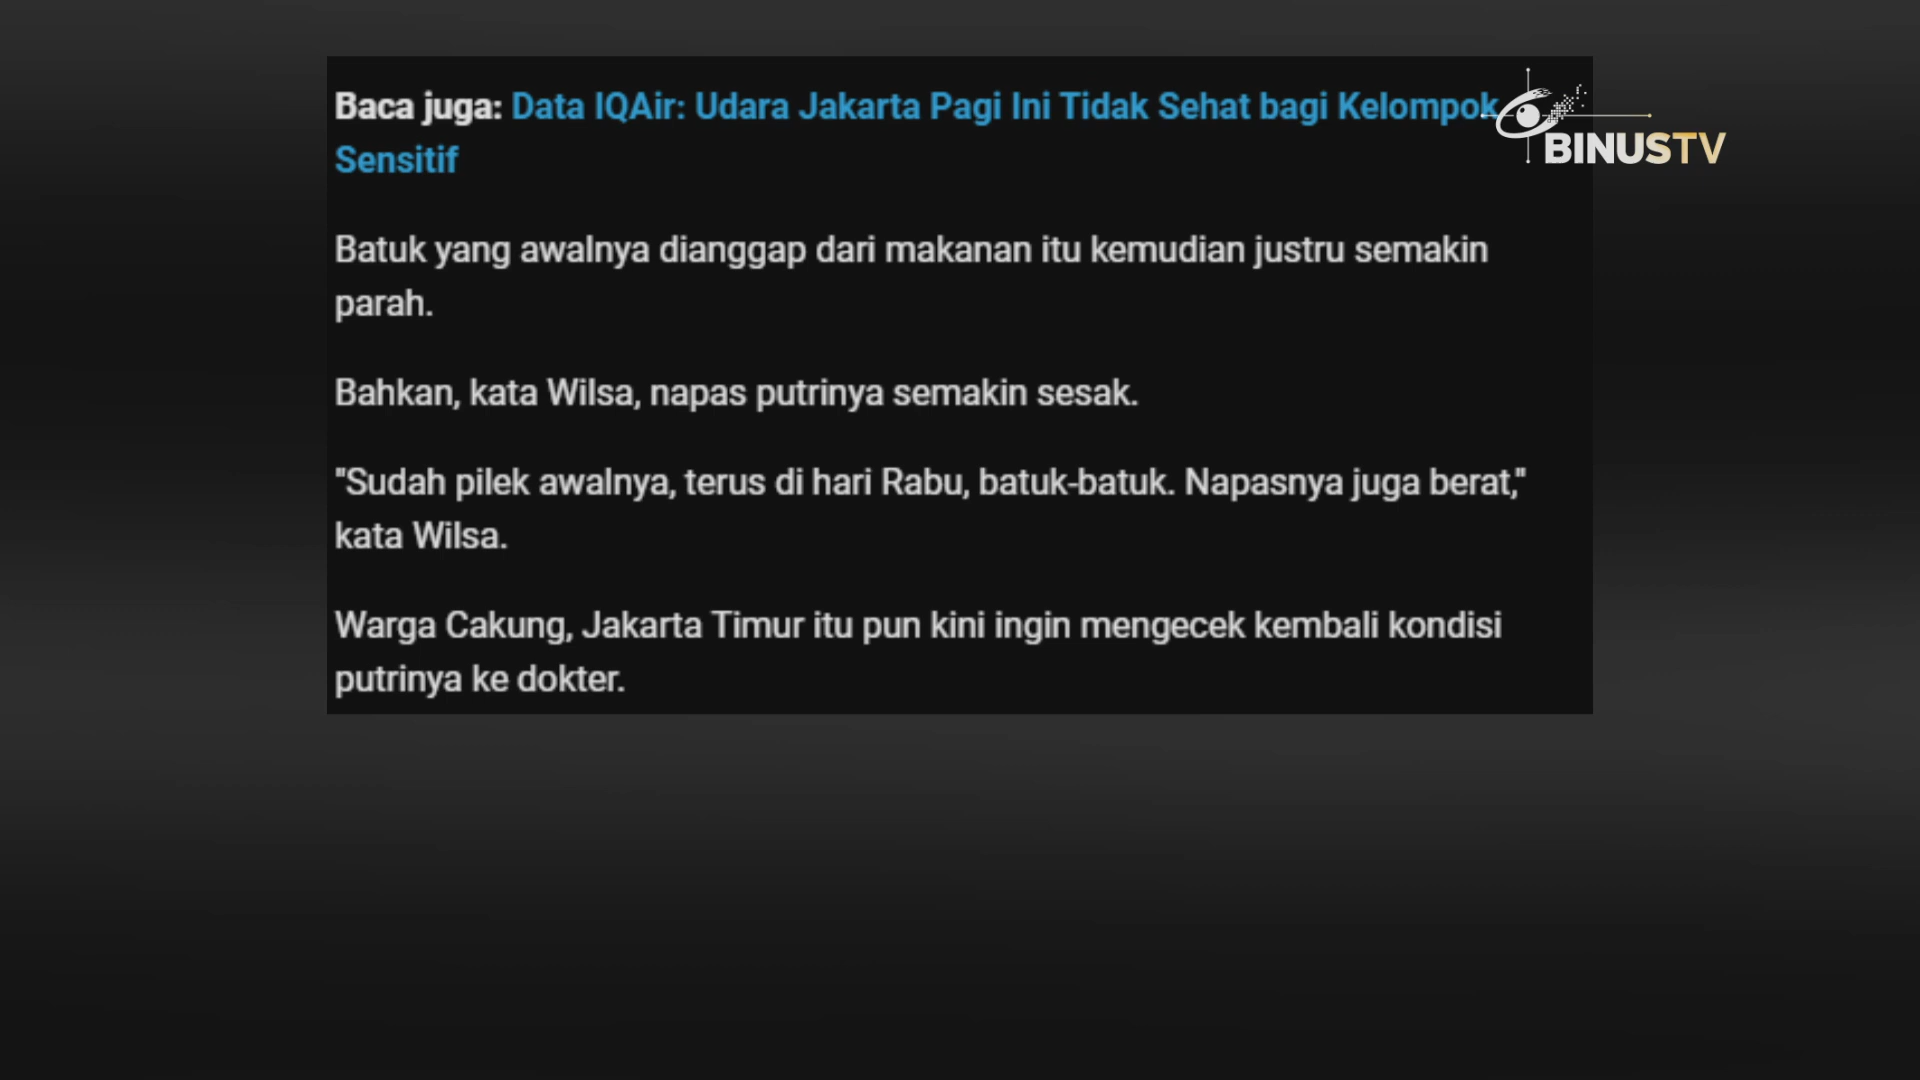 Baca juga: Data IQAir: Udara Jakarta Pagi Ini Tidak Sehat bagi Kelompok
Sensitif
BINUSTV
Batuk yang awalnya dianggap dari makanan itu kemudian justru semakin
parah.
Bahkan, kata Wilsa, napas putrinya semakin sesak.
"Sudah pilek awalnya, terus di hari Rabu, batuk-batuk. Napasnya juga berat,"
kata Wilsa.
Warga Cakung, Jakarta Timur itu pun kini ingin mengecek kembali kondisi
putrinya ke dokter.